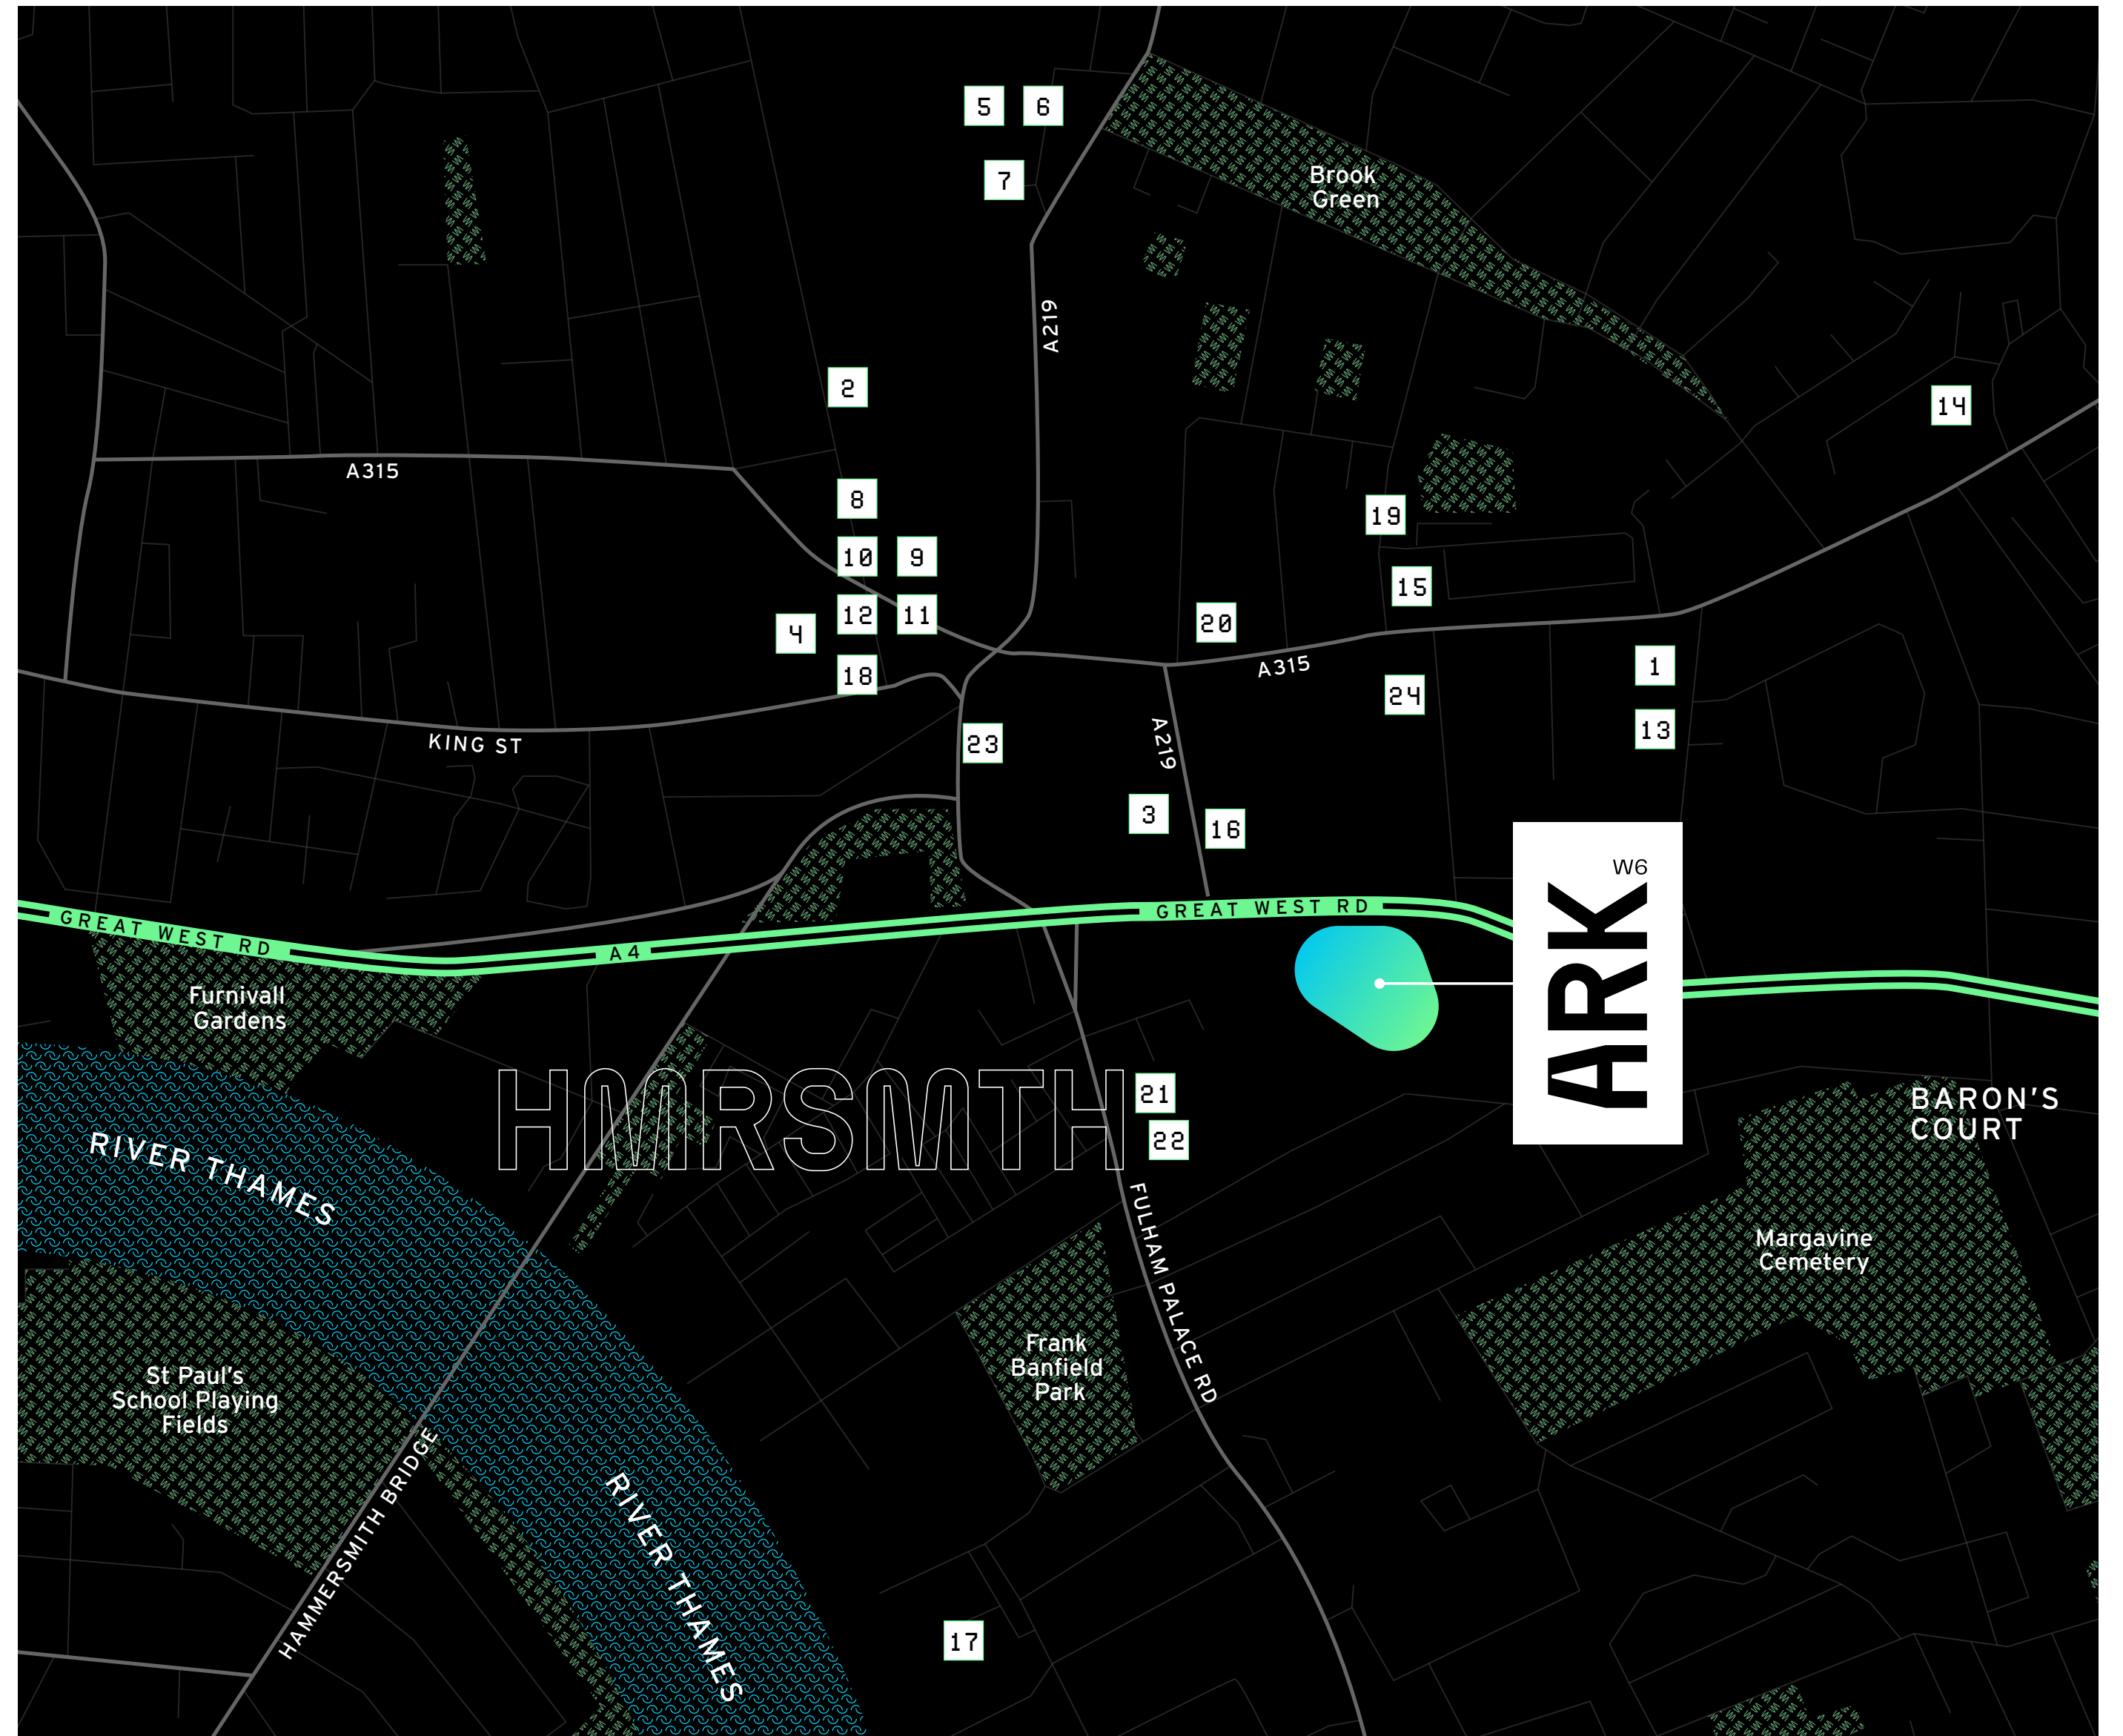 5
6
7
Brook
Green
A219
2
14
A315
8
19
10
9
15
12
11
20
4
A315
1
18
24
13
KING ST
23
A219
3
16
W6
ARK
GREAT WEST RD
GREAT WEST RD
A4
Furnivall
Gardens
HMRSMTH
21
22
BARON'S
COURT
RIVER THAMES
FULHAM PALACE RD
Margavine
Cemetery
Frank
Banfield
Park
St Paul's
School Playing
Fields
HAMMERSMITH BRIDGE
RIVER THAMES
17